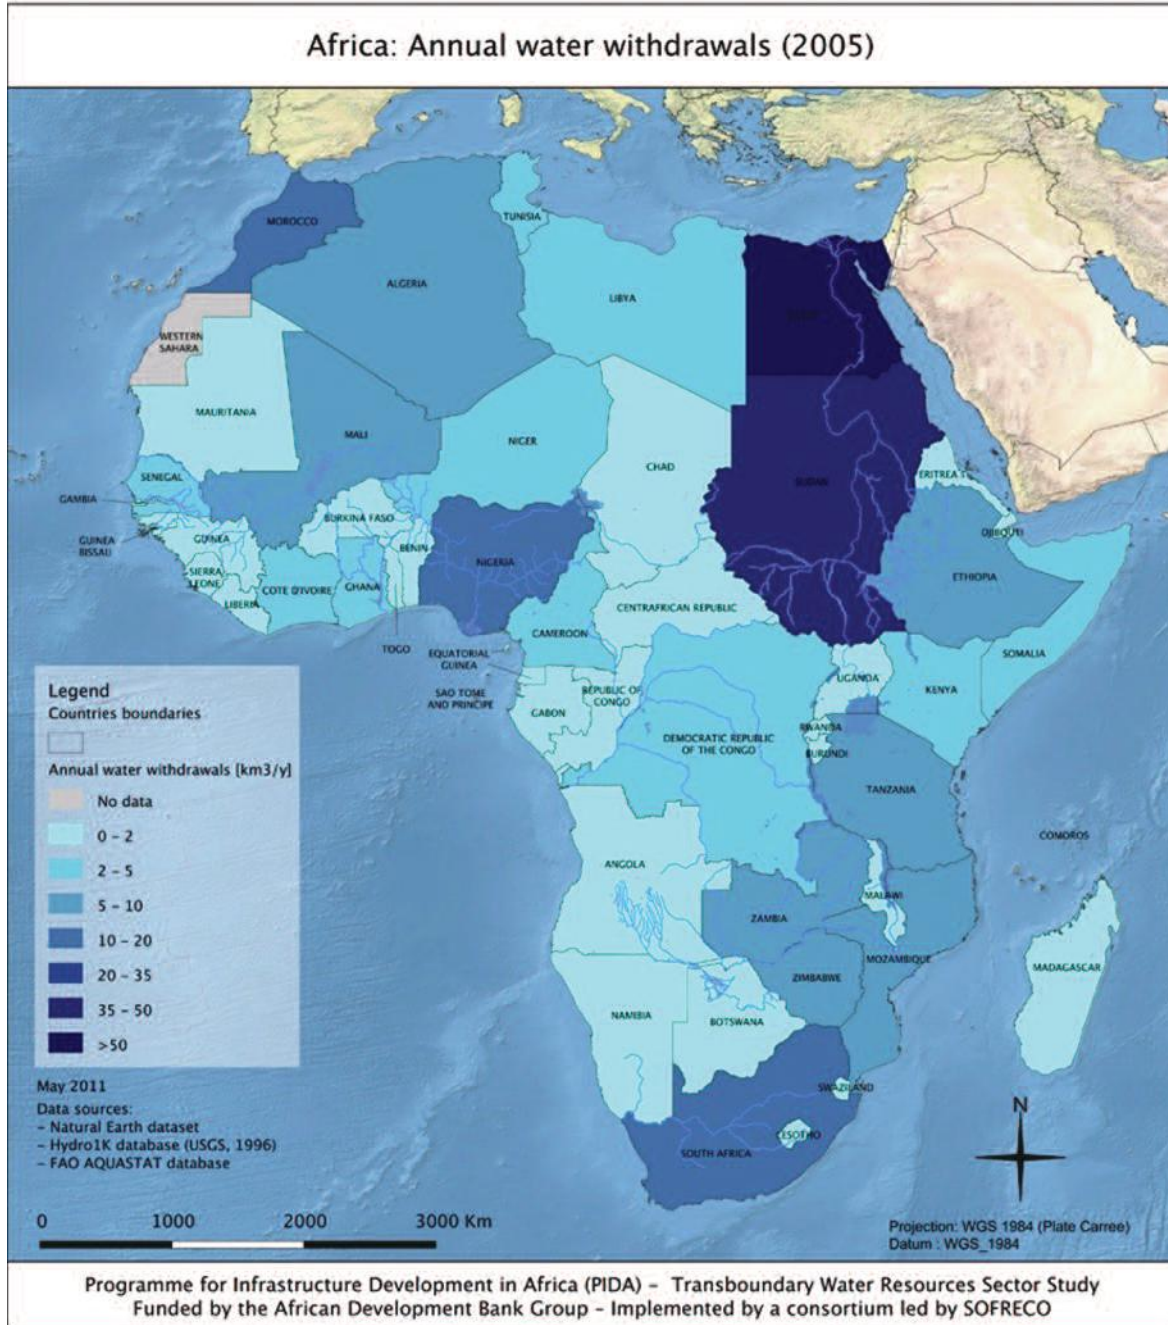 Africa: Annual water withdrawals (2005)
MOROCCO
TUNISIA
ALGERIA
LIBYA
WESTERN
SAHARA
MAURITANIA
MALI
NIGER
CHAD
SUDAN
ERITREA
SENEGAL
GAMBIA
GUINEA
BISSAU
BURKINA FASO
GUINEA
BENIN
NIGERIA
DJIBOUTI
ETHIOPIA
SIERRA
LEONE
COTE D'IVOIRE
GHANA
LIBERIA
CENTRAFRICAN REPUBLIC
CAMEROON
TOGO
EQUATORIAL
GUINEA
SOMALIA
UGANDA
KENYA
SAO TOME
AND PRINCIPE
REPUBLIC OF
CONGO
GABON
RWANDA
DEMOCRATIC REPUBLIC
OF THE CONGO
BURUNDI
TANZANIA
COMOROS
ANGOLA
MALAWI
ZAMBIA
MOZAMBIQUE
MADAGASCAR
ZIMBABWE
NAMIBIA
BOTSWANA
SWAZILAND
LESOTHO
SOUTH AFRICA
Legend
Countries boundaries
Annual water withdrawals [km3/y]
No data
0 - 2
2 - 5
5 - 10
10 - 20
20 - 35
35 - 50
>50
May 2011
Data sources:
- Natural Earth dataset
- Hydro1K database (USGS, 1996)
- FAO AQUASTAT database
0 1000 2000 3000 Km
N
Projection: WGS 1984 (Plate Carree)
Datum : WGS_1984
Programme for Infrastructure Development in Africa (PIDA) - Transboundary Water Resources Sector Study
Funded by the African Development Bank Group - Implemented by a consortium led by SOFRECO